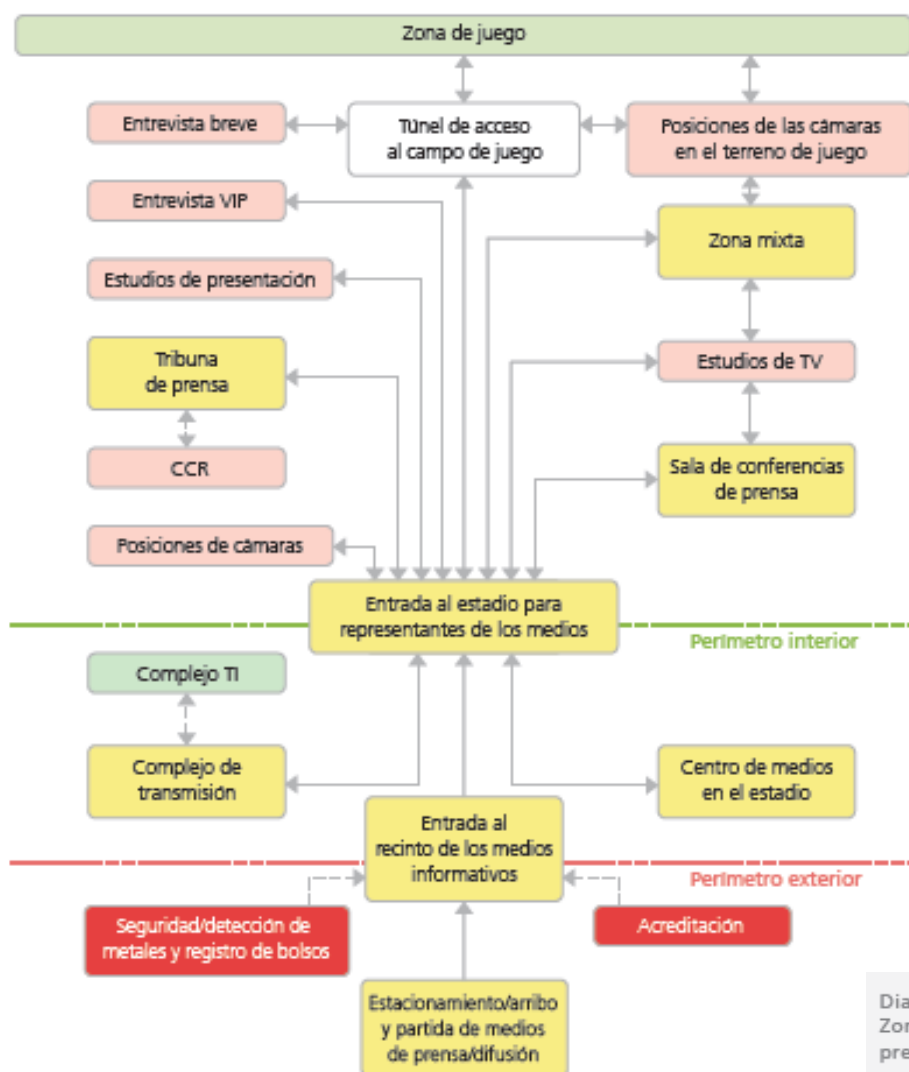 Zona de juego
Entrevista breve
Túnel de acceso
al campo de juego
Posiciones de las cámaras
en el terreno de juego
Entrevista VIP
Zona mixta
Estudios de presentación
Tribuna
de prensa
Estudios de TV
CCR
Sala de conferencias
de prensa
Posiciones de cámaras
Entrada al estadio para
representantes de los medios
Perímetro interior
Complejo TI
Complejo de
transmisión
Centro de medios
en el estadio
Entrada al
recinto de los medios
informativos
Perímetro exterior
Seguridad/detección de
metales y registro de bolsos
Acreditación
Estacionamiento/arribo
y partida de medios
de prensa/difusión
Dia
Zor
pre